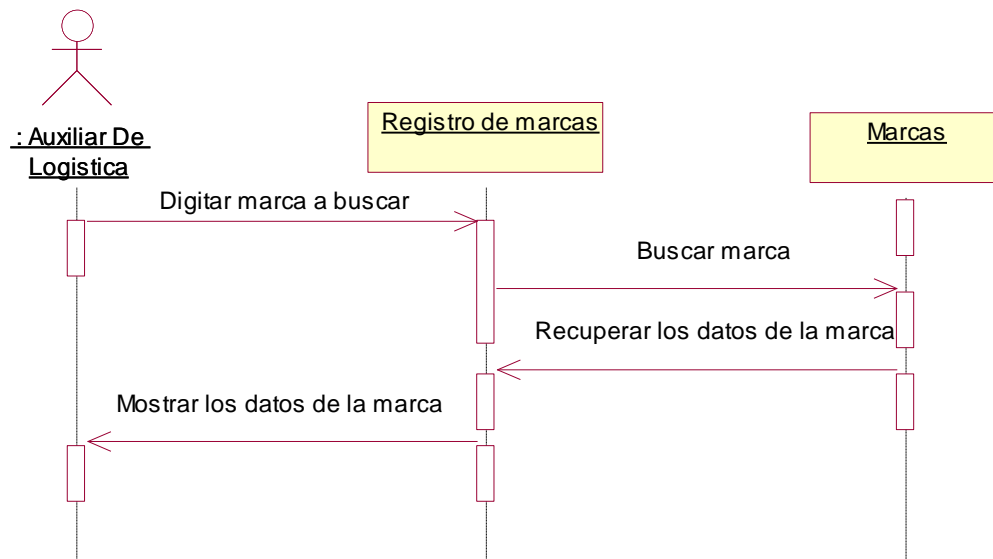 : Auxiliar De
Logistica
Registro de marcas
Marcas
Digitar marca a buscar
Buscar marca
Recuperar los datos de la marca
Mostrar los datos de la marca